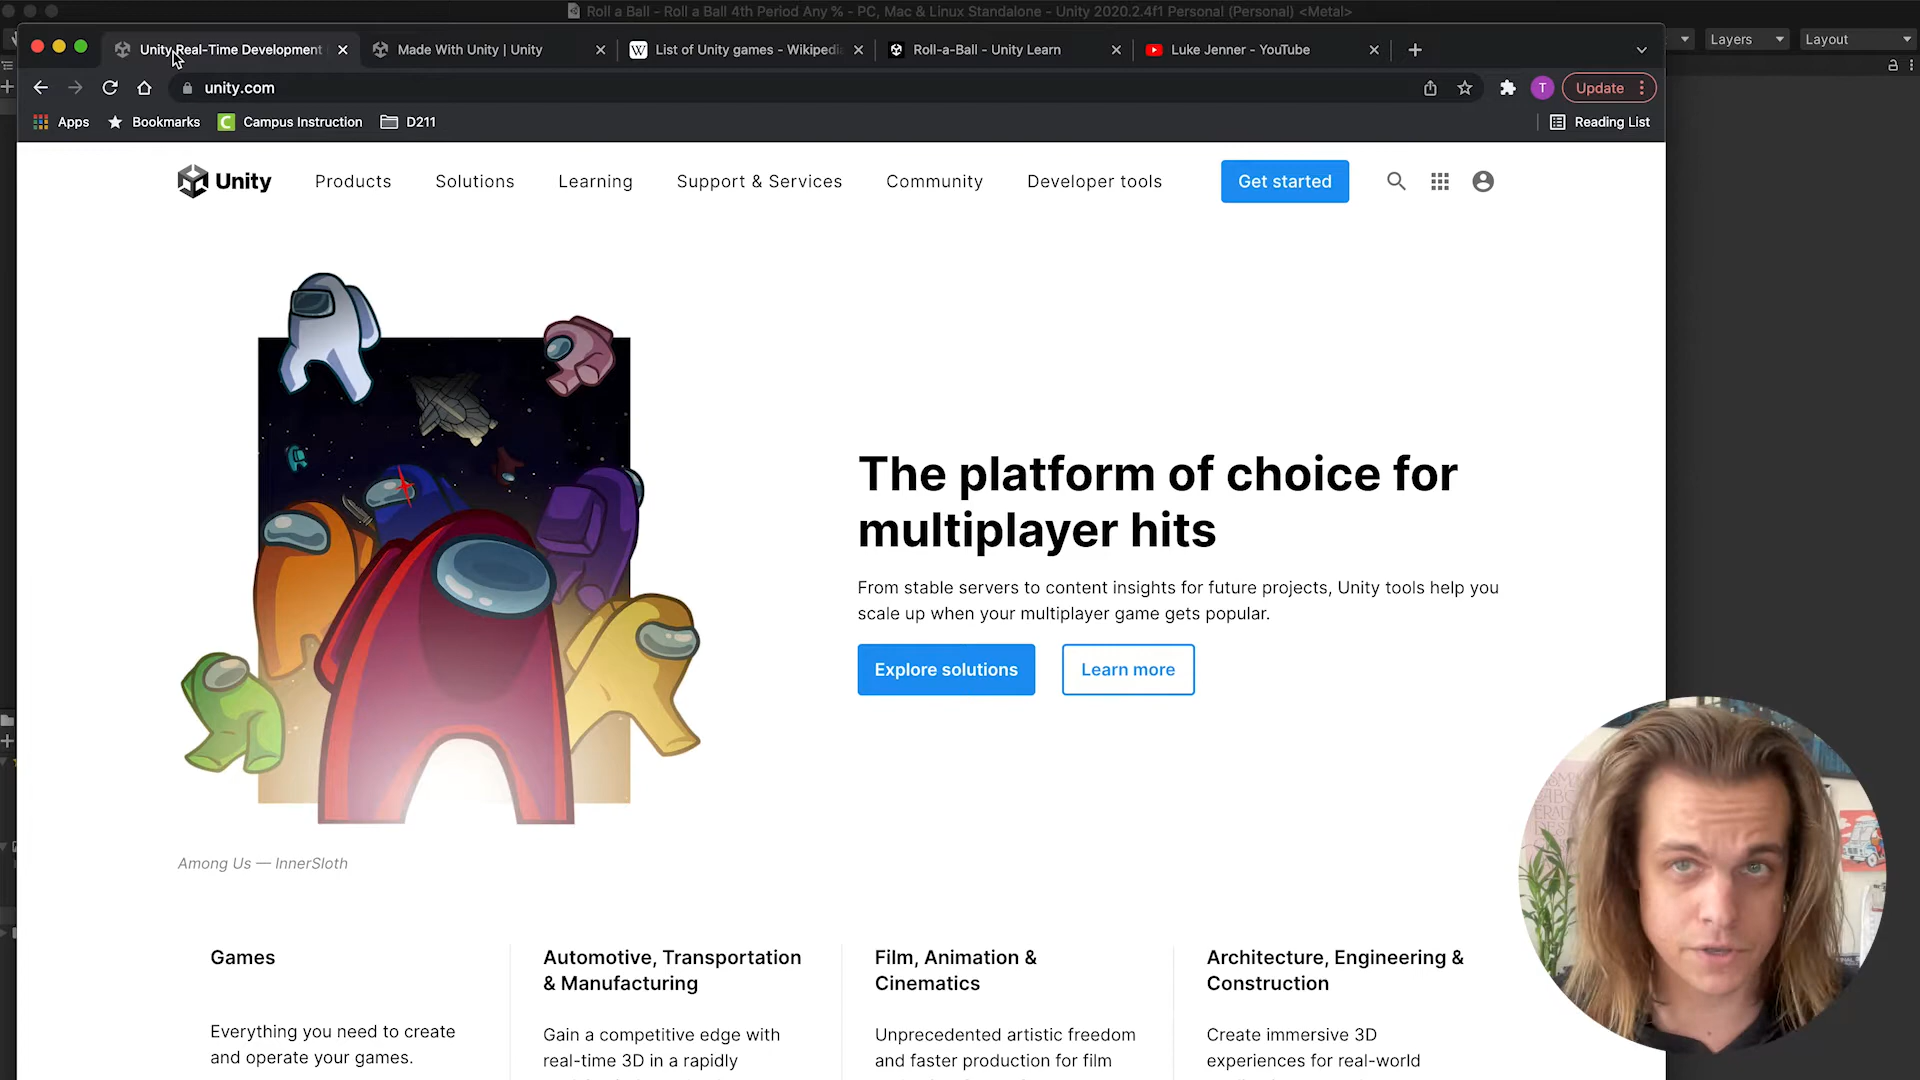 Roll a Ball - Roll a Ball 4th Period Any % - PC, Mac & Linux Standalone - Unity 2020.2.4f1 Personal (Personal) <Metal>
Unity Real-Time Development
Made With Unity | Unity
List of Unity games - Wikipedi
Roll-a-Ball - Unity Learn
Luke Jenner - YouTube
Layers
Layout
unity.com
T
Update
Apps
Bookmarks
Campus Instruction
D211
Reading List
Unity
Products
Solutions
Learning
Support & Services
Community
Developer tools
Get started
The platform of choice for
multiplayer hits
From stable servers to content insights for future projects, Unity tools help you
scale up when your multiplayer game gets popular.
Explore solutions
Learn more
Among Us — InnerSloth
Games
Automotive, Transportation
& Manufacturing
Film, Animation &
Cinematics
Architecture, Engineering &
Construction
Everything you need to create
and operate your games.
Gain a competitive edge with
real-time 3D in a rapidly
Unprecedented artistic freedom
and faster production for film
Create immersive 3D
experiences for real-world